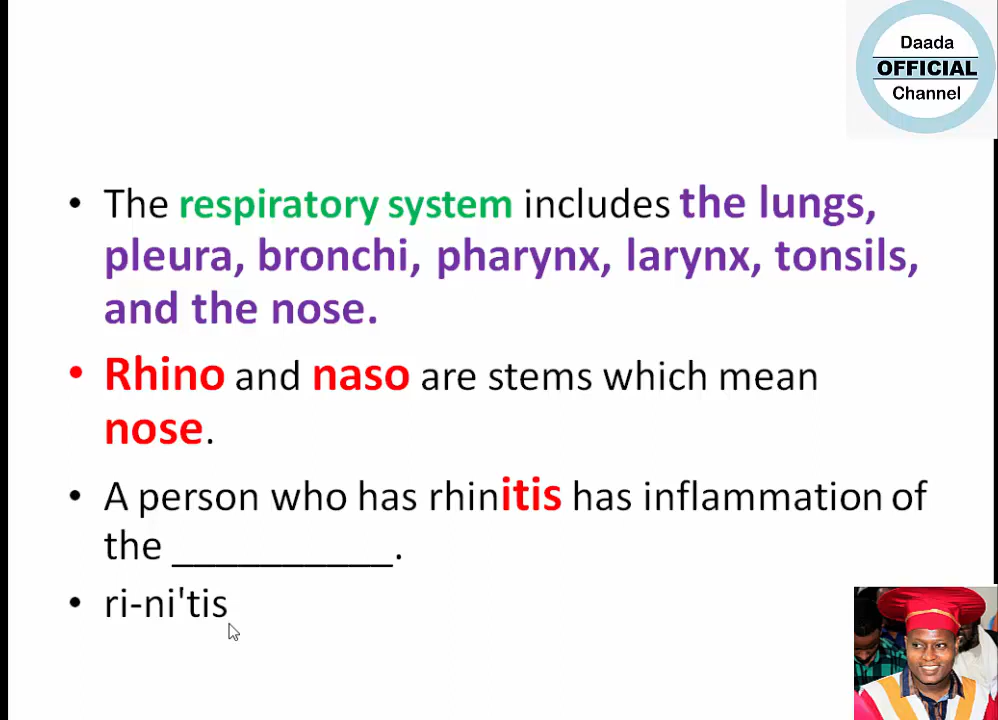 Daada
OFFICIAL
Channel
• The respiratory system includes the lungs,
pleura, bronchi, pharynx, larynx, tonsils,
and the nose.
• Rhino and naso are stems which mean
nose.
• A person who has rhinitis has inflammation of
the __________.
• ri-ni'tis